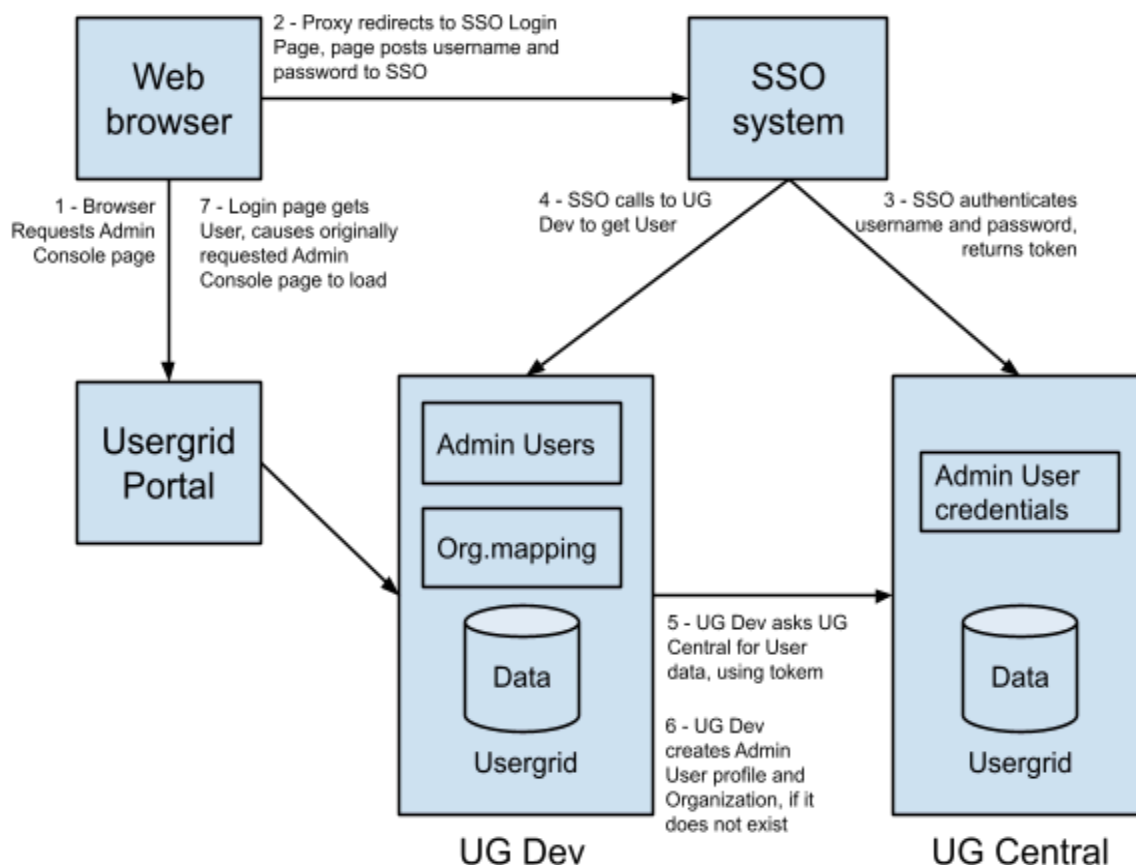 2 - Proxy redirects to SSO Login
Page, page posts username and
password to SSO
Web
browser
SSO
system
1 - Browser
Requests Admin
Console page
7 - Login page gets
User, causes originally
requested Admin
Console page to load
4 - SSO calls to UG
Dev to get User
3 - SSO authenticates
username and password,
returns token
Usergrid
Portal
Admin Users
Org.mapping
Data
Usergrid
UG Dev
5 - UG Dev asks UG
Central for User
data, using tokem
6 - UG Dev
creates Admin
User profile and
Organization, if it
does not exist
Admin User
credentials
Data
Usergrid
UG Central